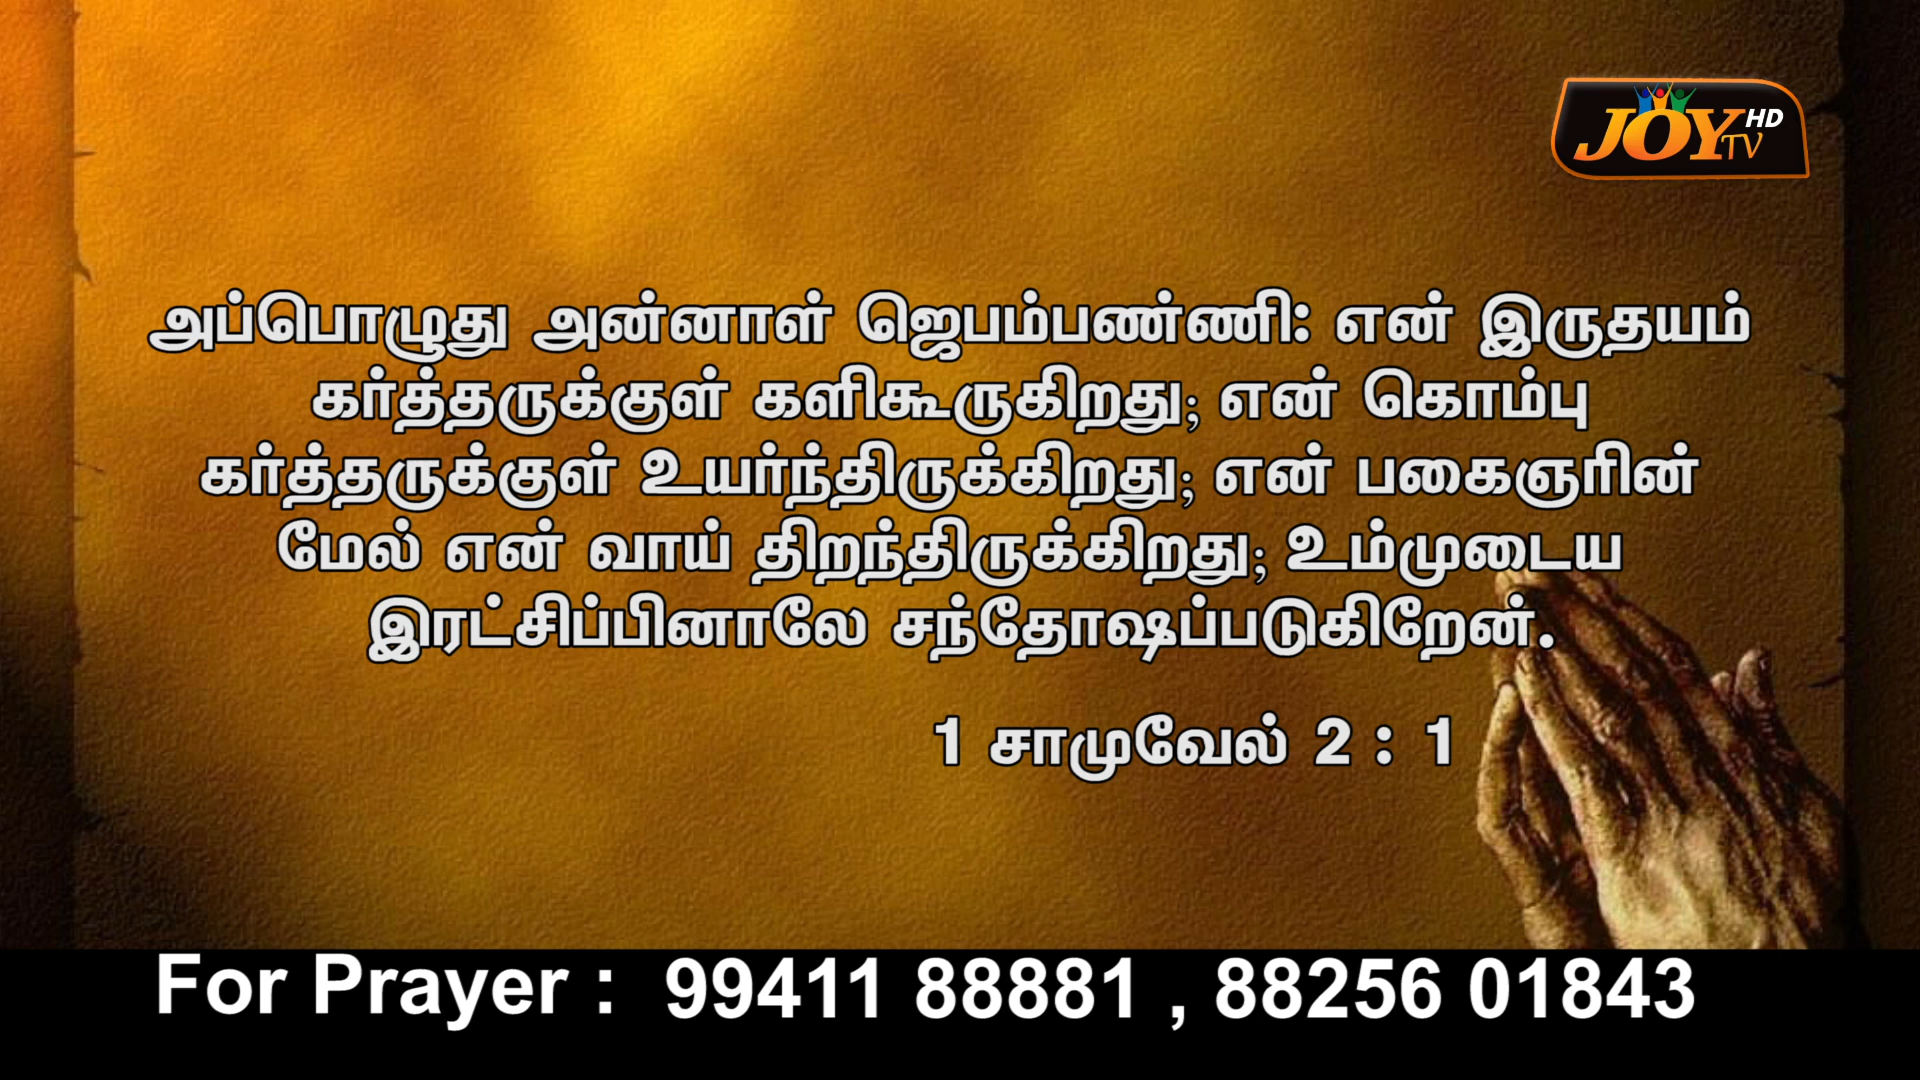 JOY TV HD
அப்பொழுது அன்னாள் ஜெபம்பண்ணி: என் இருதயம்
கர்த்தருக்குள் களிகூருகிறது; என் கொம்பு
கர்த்தருக்குள் உயர்ந்திருக்கிறது; என் பகைஞரின்
மேல் என் வாய் திறந்திருக்கிறது; உம்முடைய
இரட்சிப்பினாலே சந்தோஷப்படுகிறேன்.
1 சாமுவேல் 2 : 1
For Prayer : 99411 88881 , 88256 01843